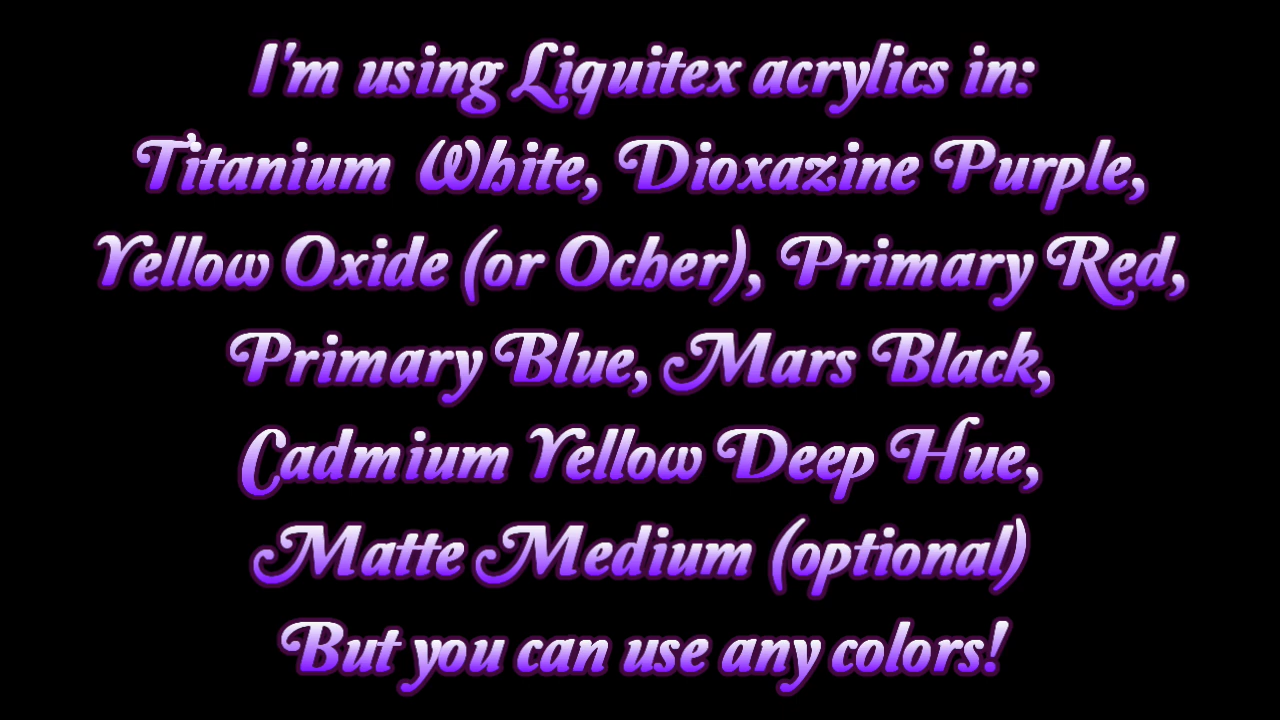 I'm using Liquitex acrylics in:
Titanium White, Dioxazine Purple,
Yellow Oxide (or Ocher), Primary Red,
Primary Blue, Mars Black,
Cadmium Yellow Deep Hue,
Matte Medium (optional)
But you can use any colors!